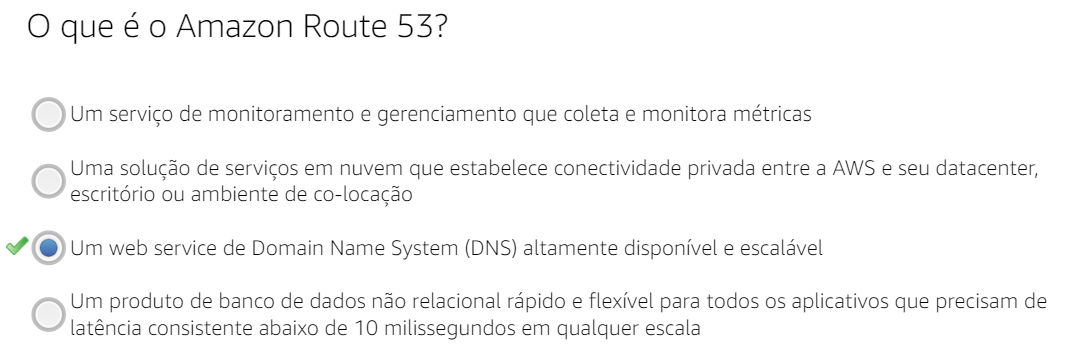 O que é o Amazon Route 53?
Um serviço de monitoramento e gerenciamento que coleta e monitora métricas
Uma solução de serviços em nuvem que estabelece conectividade privada entre a AWS e seu datacenter,
escritório ou ambiente de co-locação
Um web service de Domain Name System (DNS) altamente disponível e escalável
Um produto de banco de dados não relacional rápido e flexível para todos os aplicativos que precisam de
latência consistente abaixo de 10 milissegundos em qualquer escala